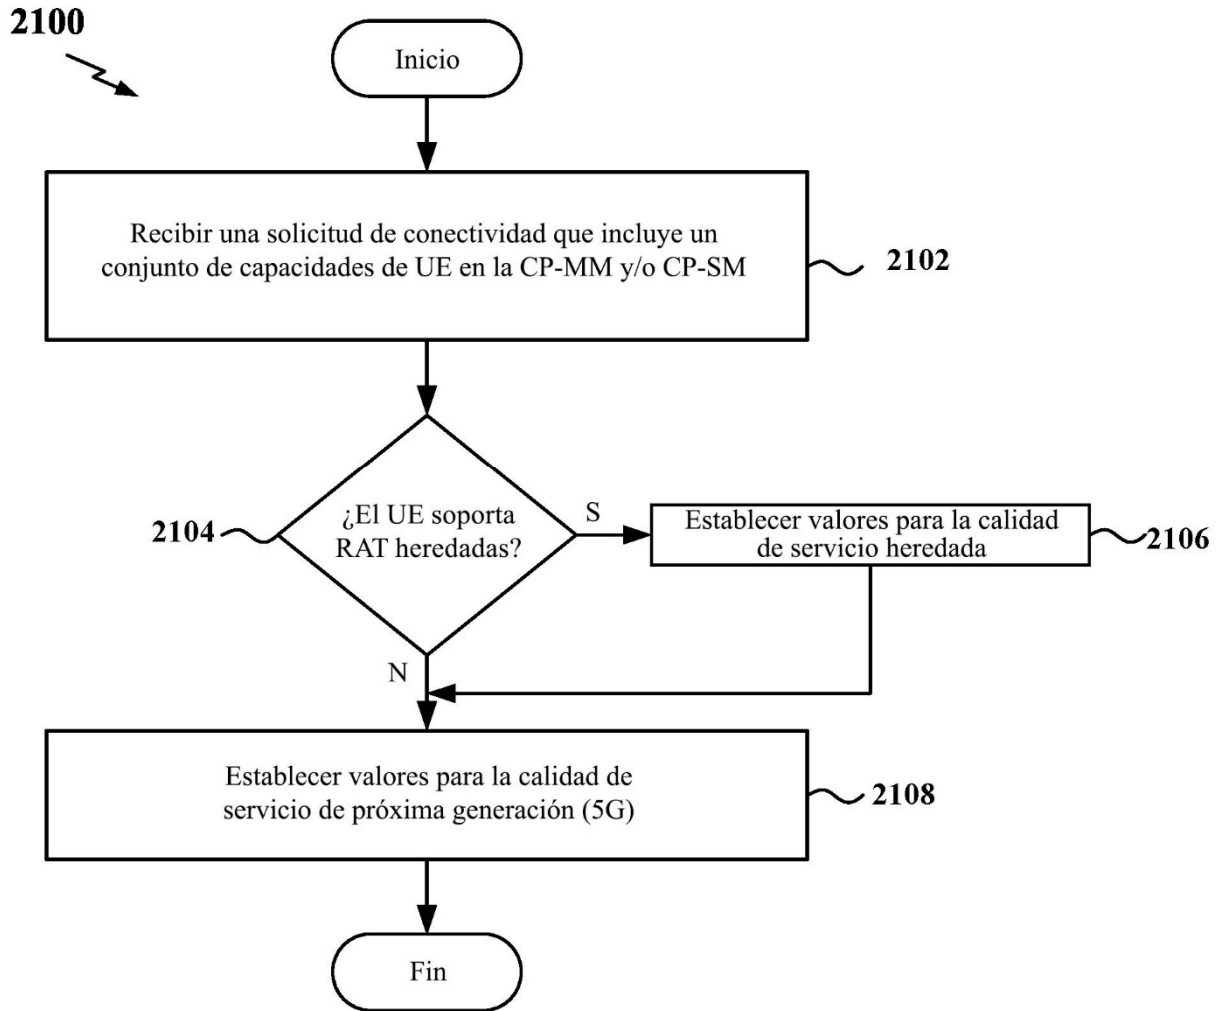 2100
Inicio
Recibir una solicitud de conectividad que incluye un
conjunto de capacidades de UE en la CP-MM y/o CP-SM
2102
¿El UE soporta
RAT heredadas?
2104
S
Establecer valores para la calidad
de servicio heredada
2106
N
Establecer valores para la calidad de
servicio de próxima generación (5G)
2108
Fin